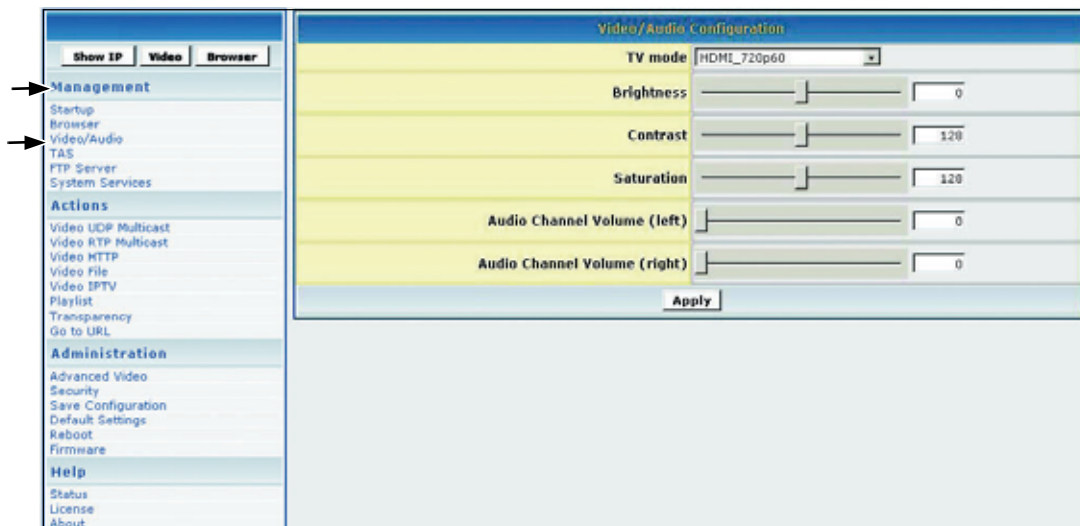 Show IP Video Browser
Management
Startup
Browser
Video/Audio
TAS
FTP Server
System Services
Actions
Video UDP Multicast
Video RTP Multicast
Video HTTP
Video File
Video IPTV
Playlist
Transparency
Go to URL
Administration
Advanced Video
Security
Save Configuration
Default Settings
Reboot
Firmware
Help
Status
License
About
Video/Audio Configuration
TV mode HDMI_720p60
Brightness 0
Contrast 128
Saturation 128
Audio Channel Volume (left) 0
Audio Channel Volume (right) 0
Apply